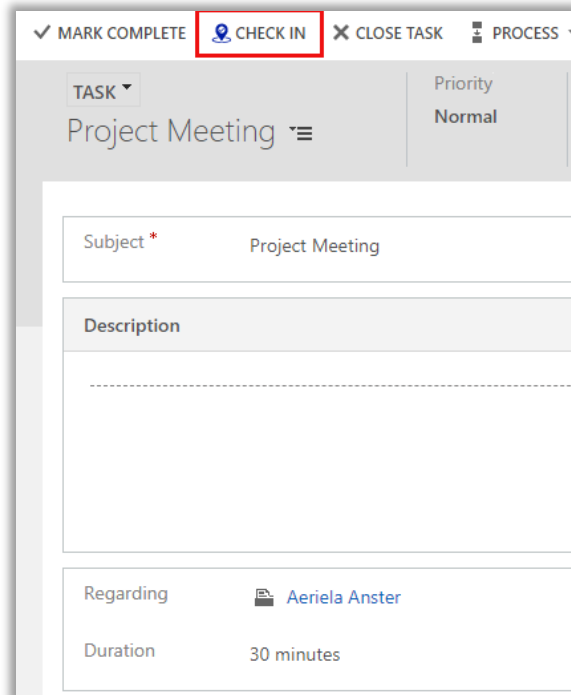 MARK COMPLETE CHECK IN CLOSE TASK PROCESS
TASK Priority
Project Meeting Normal
Subject * Project Meeting
Description
Regarding Aeriela Anster
Duration 30 minutes